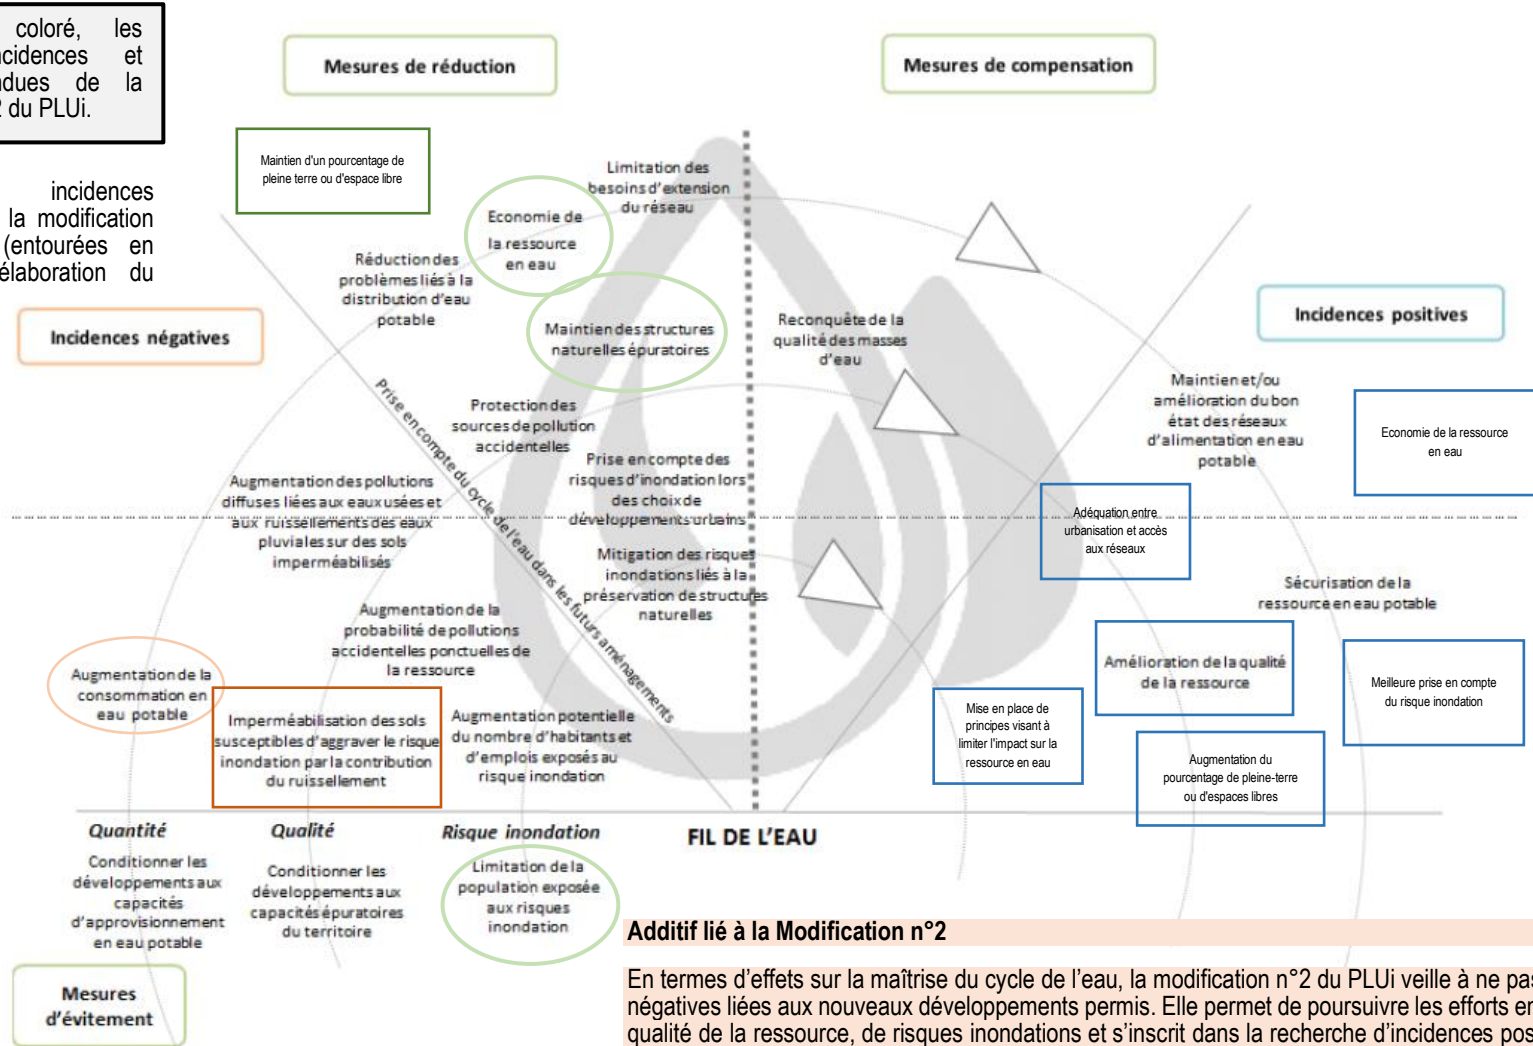 coloré, les
incidences et
de la
2 du PLUi.
incidences
la modification
(entourées en
du
Mesures de réduction
Mesures de compensation
Maintien d'un pourcentage de
pleine terre ou d'espace libre
Limitation des
besoins d'extension
du réseau
Economie de
la ressource
en eau
Réduction des
problèmes liés à la
distribution d'eau
potable
Maintien des structures
naturelles épuratoires
Reconquête de la
qualité des masses
d'eau
Incidences négatives
Incidences positives
Maintien et/ou
amélioration du bon
état des réseaux
d'alimentation en eau
potable
Economie de la ressource
en eau
Prise en compte du cycle de l'eau dans les futurs aménagements
Protection des
sources de pollution
accidentelles
Prise en compte des
risques d'inondation lors
des choix de
développements urbains
Augmentation des pollutions
diffuses liées aux eaux usées et
aux ruissellements des eaux
pluviales sur des sols
imperméabilisés
Adéquation entre
urbanisation et accès
aux réseaux
Mitigation des risques
inondations liés à la
préservation de structures
naturelles
Sécurisation de la
ressource en eau potable
Augmentation de la
probabilité de pollutions
accidentelles ponctuelles de
la ressource
Augmentation de la
consommation en
eau potable
Amélioration de la qualité
de la ressource
Meilleure prise en compte
du risque inondation
Imperméabilisation des sols
susceptibles d'aggraver le risque
inondation par la contribution
du ruissellement
Augmentation potentielle
du nombre d'habitants et
d'emplois exposés au
risque inondation
Mise en place de
principes visant à
limiter l'impact sur la
ressource en eau
Augmentation du
pourcentage de pleine-terre
ou d'espaces libres
Quantité
Qualité
Risque inondation
FIL DE L'EAU
Conditionner les
développements aux
capacités
d'approvisionnement
en eau potable
Conditionner les
développements aux
capacités épuratoires
du territoire
Limitation de la
population exposée
aux risques
inondation
Mesures
d'évitement
Additif lié à la Modification n°2
En termes d'effets sur la maîtrise du cycle de l'eau, la modification n°2 du PLUi veille à ne pas
négatives liées aux nouveaux développements permis. Elle permet de poursuivre les efforts en
qualité de la ressource, de risques inondations et s'inscrit dans la recherche d'incidences pos